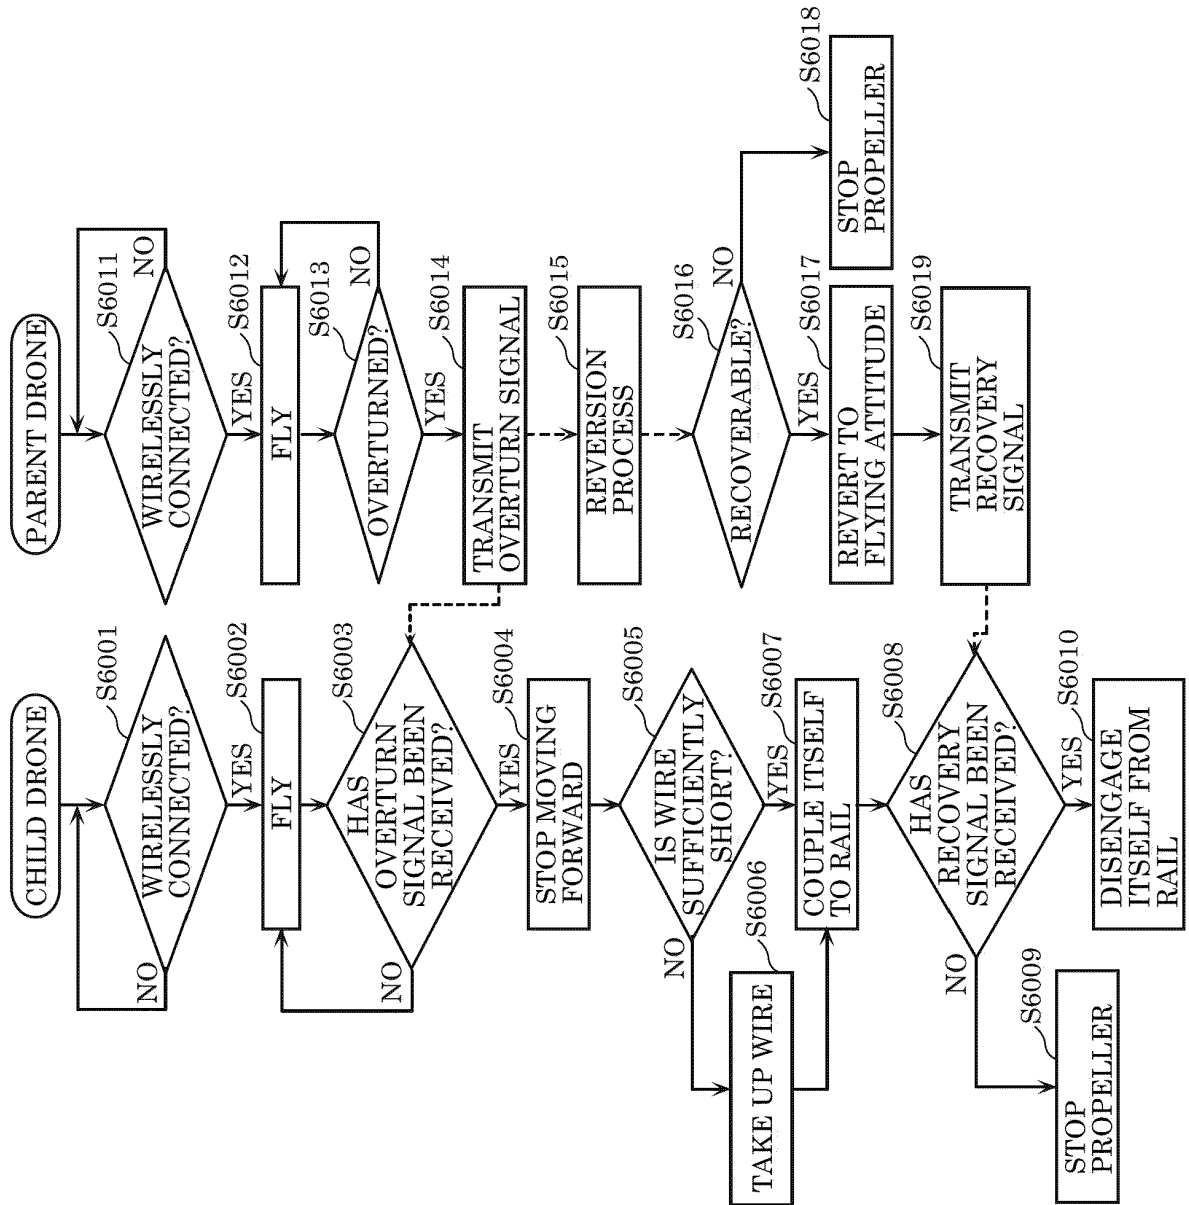 CHILD DRONE
S6001
WIRELESSLY
CONNECTED?
NO
YES
S6002
FLY
S6003
HAS
OVERTURN
SIGNAL BEEN
RECEIVED?
NO
YES
S6004
STOP MOVING
FORWARD
S6005
IS WIRE
SUFFICIENTLY
SHORT?
NO
YES
S6006
TAKE UP WIRE
S6007
COUPLE ITSELF
TO RAIL
S6008
HAS
RECOVERY
SIGNAL BEEN
RECEIVED?
NO
YES
S6009
STOP
PROPELLER
S6010
DISENGAGE
ITSELF FROM
RAIL
PARENT DRONE
S6011
WIRELESSLY
CONNECTED?
NO
YES
S6012
FLY
S6013
OVERTURNED?
NO
YES
S6014
TRANSMIT
OVERTURN SIGNAL
S6015
REVERSION
PROCESS
S6016
RECOVERABLE?
NO
YES
S6017
REVERT TO
FLYING ATTITUDE
S6018
STOP
PROPELLER
S6019
TRANSMIT
RECOVERY
SIGNAL